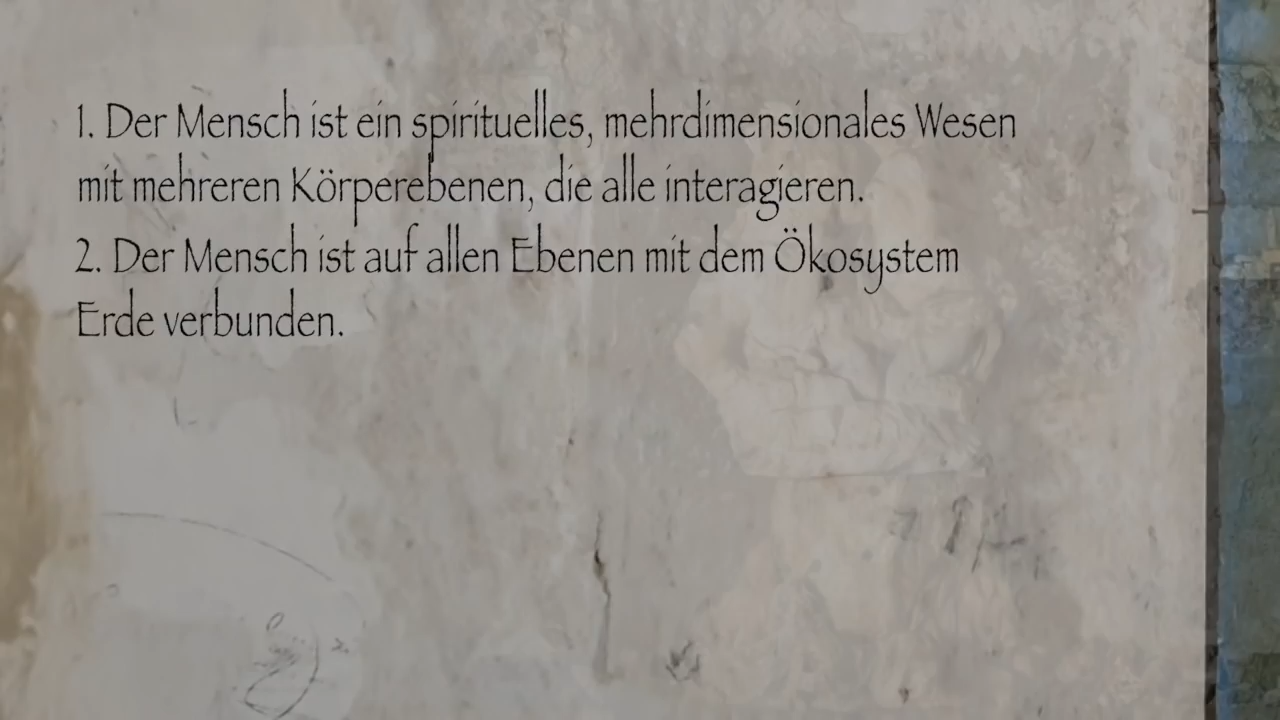 1. Der Mensch ist ein spirituelles, mehrdimensionales Wesen
mit mehreren Körperebenen, die alle interagieren.
2. Der Mensch ist auf allen Ebenen mit dem Ökosystem
Erde verbunden.